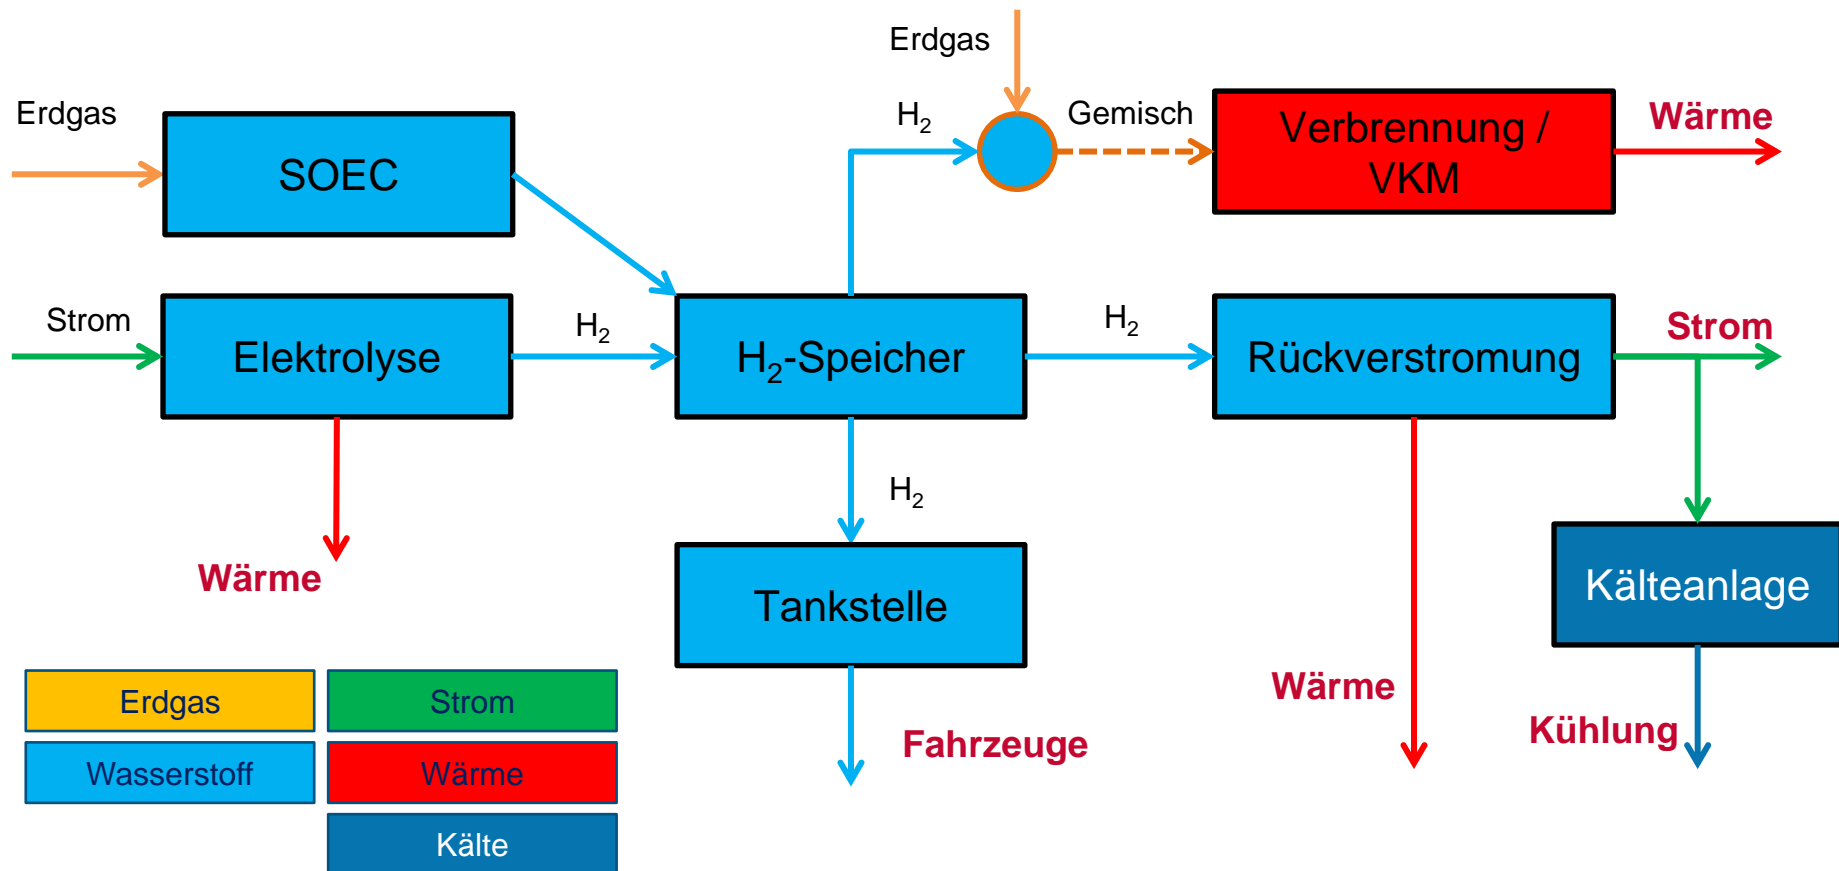 Erdgas
Erdgas
H₂
Gemisch
Verbrennung /
VKM
Wärme
SOEC
Strom
Elektrolyse
H₂
H₂-Speicher
H₂
Rückverstromung
Strom
Wärme
H₂
Tankstelle
Kälteanlage
Fahrzeuge
Wärme
Kühlung
Erdgas
Strom
Wasserstoff
Wärme
Kälte